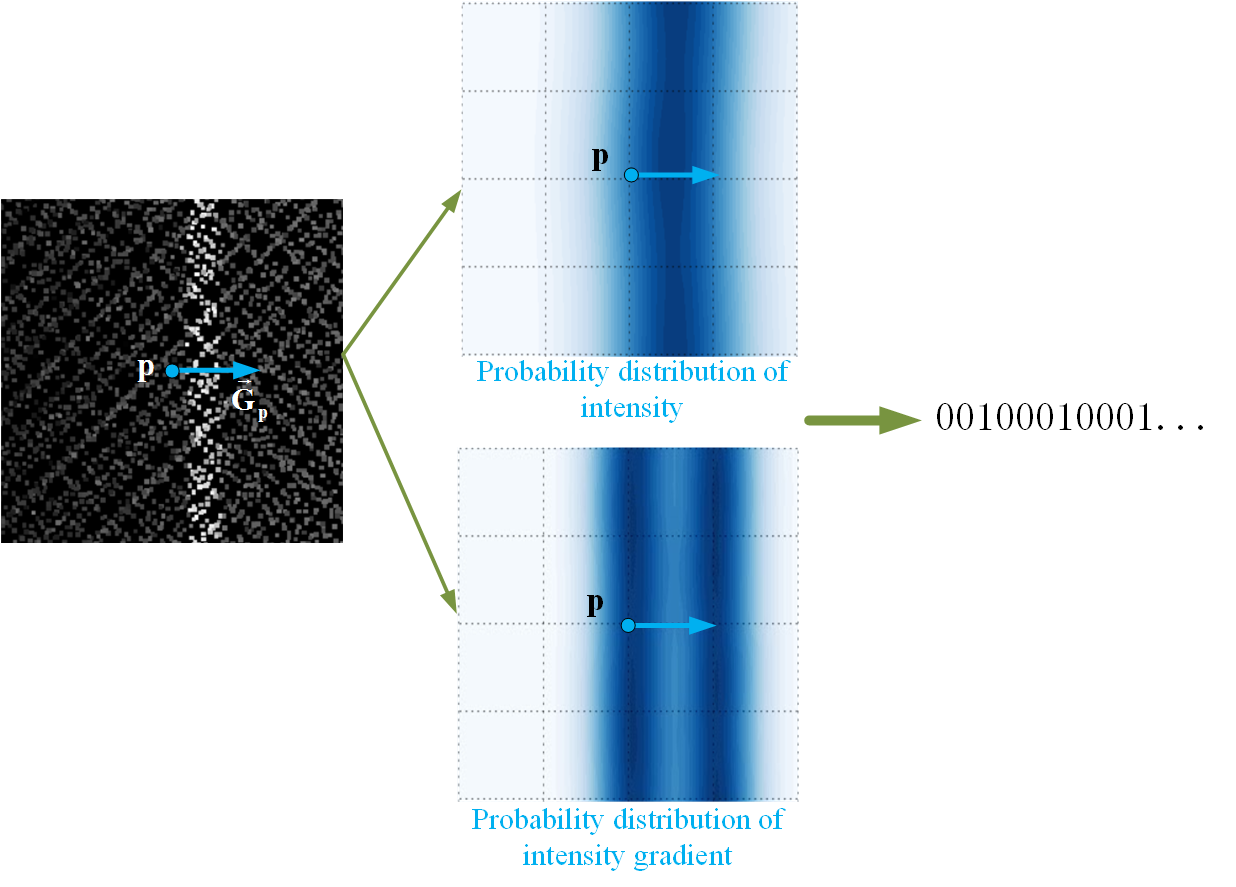 p
G⃗p
p
Probability distribution of
intensity
00100010001...
p
Probability distribution of
intensity gradient